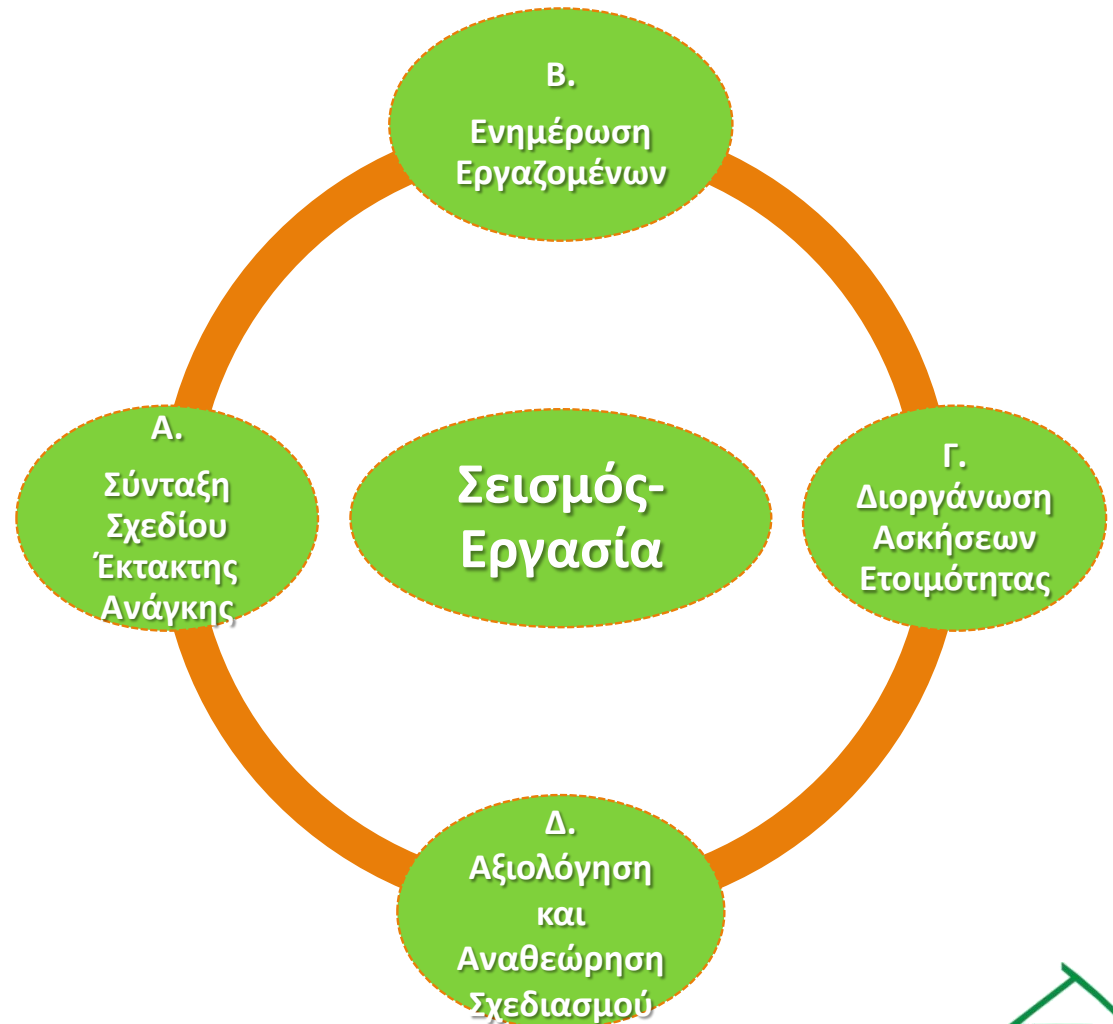 Β.
Ενημέρωση
Εργαζομένων
Α.
Σύνταξη
Σχεδίου
Έκτακτης
Ανάγκης
Σεισμός-
Εργασία
Γ.
Διοργάνωση
Ασκήσεων
Ετοιμότητας
Δ.
Αξιολόγηση
και
Αναθεώρηση
Σχεδιασμού